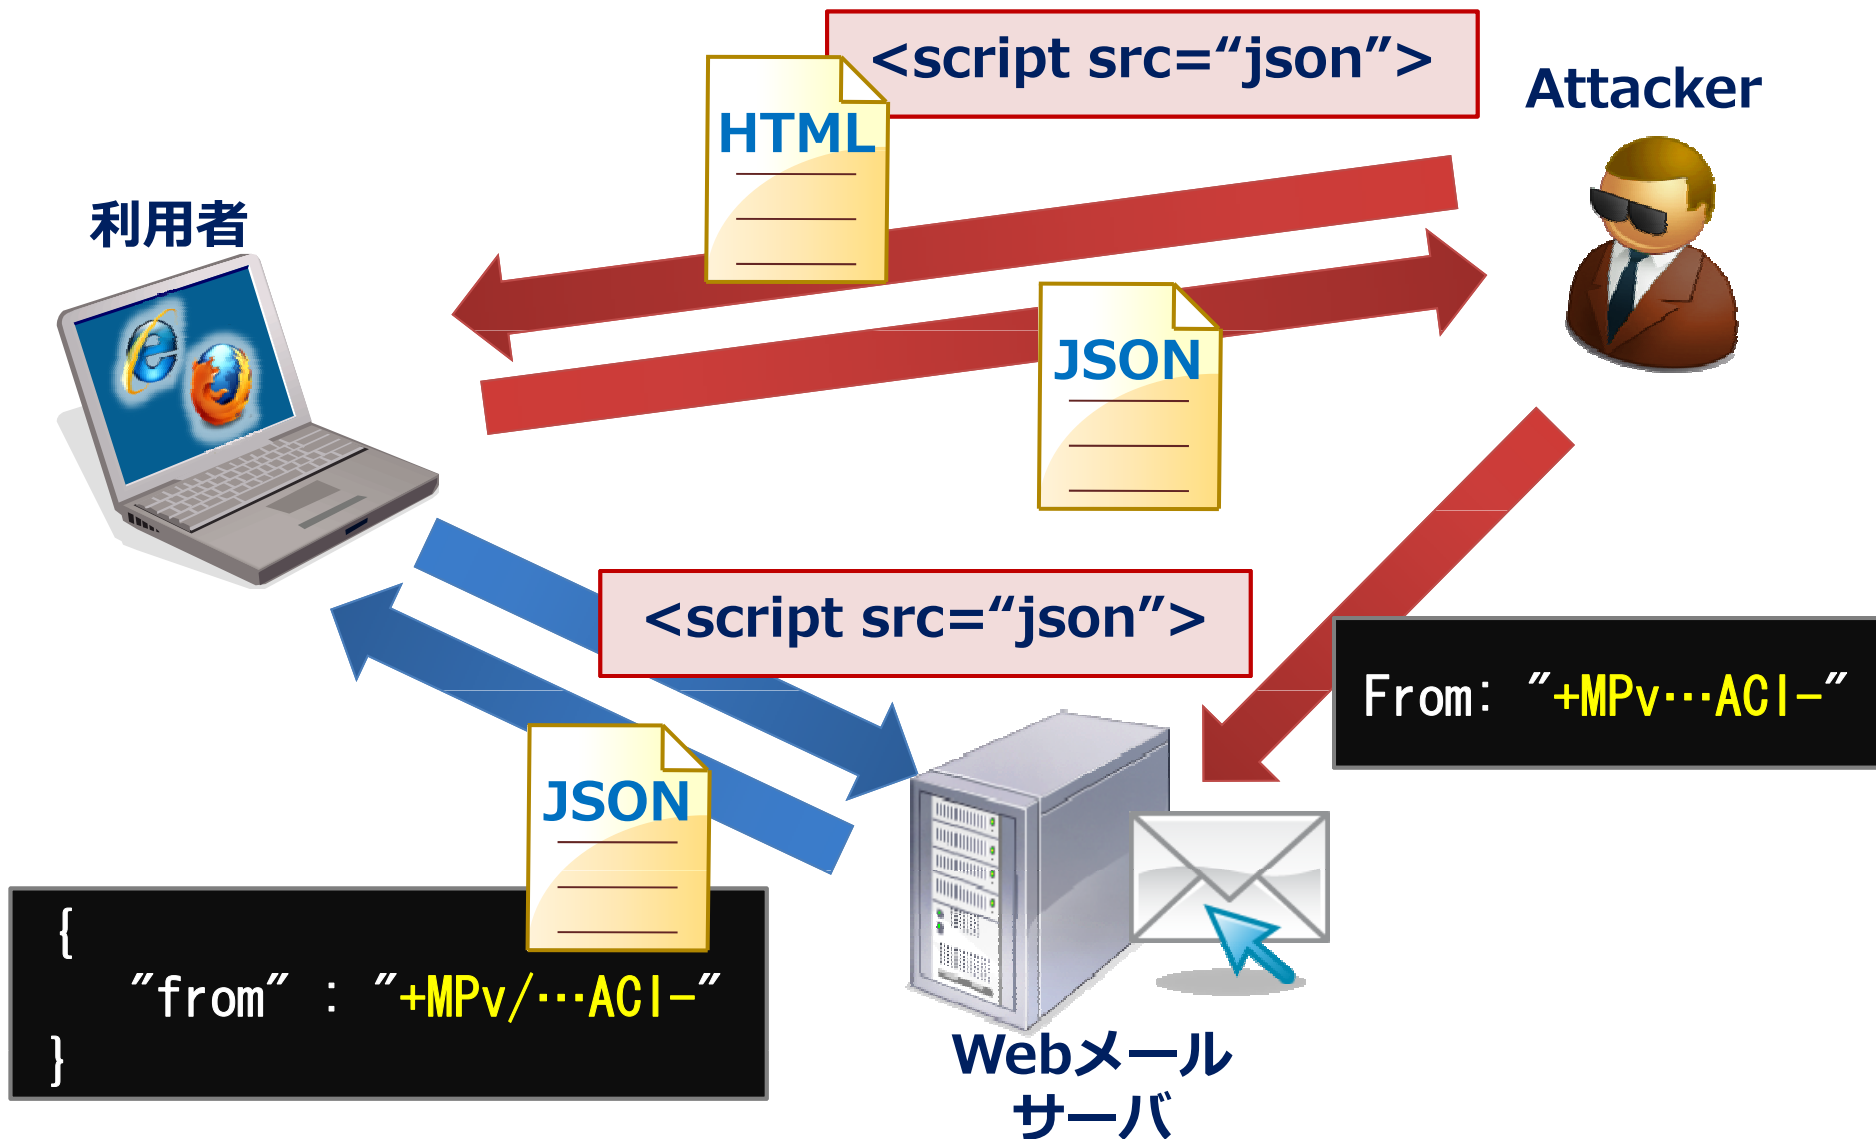 <script src=“json”>
Attacker
HTML
利用者
JSON
<script src=“json”>
From: "+MPv…ACI-"
JSON
{
"from" : "+MPv/…ACI-"
}
Webメール
サーバ